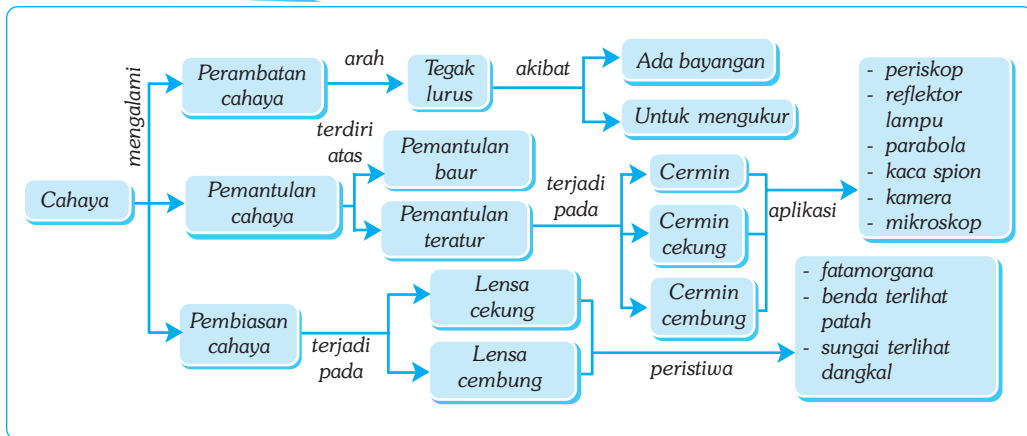 Cahaya
mengalami
Perambatan
cahaya
arah
Tegak
lurus
akibat
Ada bayangan
Untuk mengukur
Pemantulan
cahaya
terdiri
atas
Pemantulan
baur
Pemantulan
teratur
terjadi
pada
Cermin
Cermin
cekung
Cermin
cembung
aplikasi
- periskop
- reflektor
lampu
- parabola
- kaca spion
- kamera
- mikroskop
Pembiasan
cahaya
terjadi
pada
Lensa
cekung
Lensa
cembung
peristiwa
- fatamorgana
- benda terlihat
patah
- sungai terlihat
dangkal